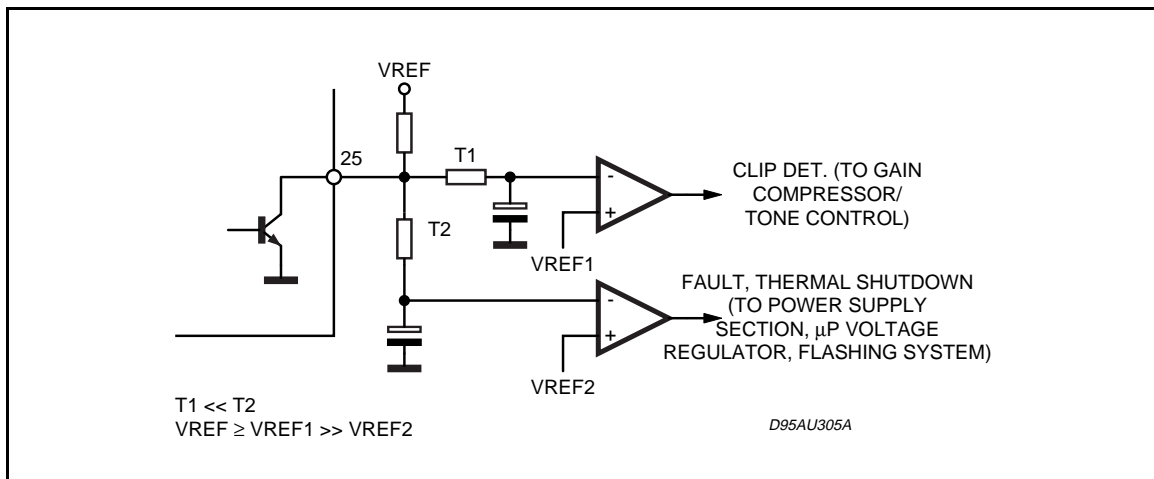 VREF
25
T1
T2
VREF1
VREF2
-
+
-
+
CLIP DET. (TO GAIN
COMPRESSOR/
TONE CONTROL)
FAULT, THERMAL SHUTDOWN
(TO POWER SUPPLY
SECTION, µP VOLTAGE
REGULATOR, FLASHING SYSTEM)
T1 << T2
VREF ≥ VREF1 >> VREF2
D95AU305A